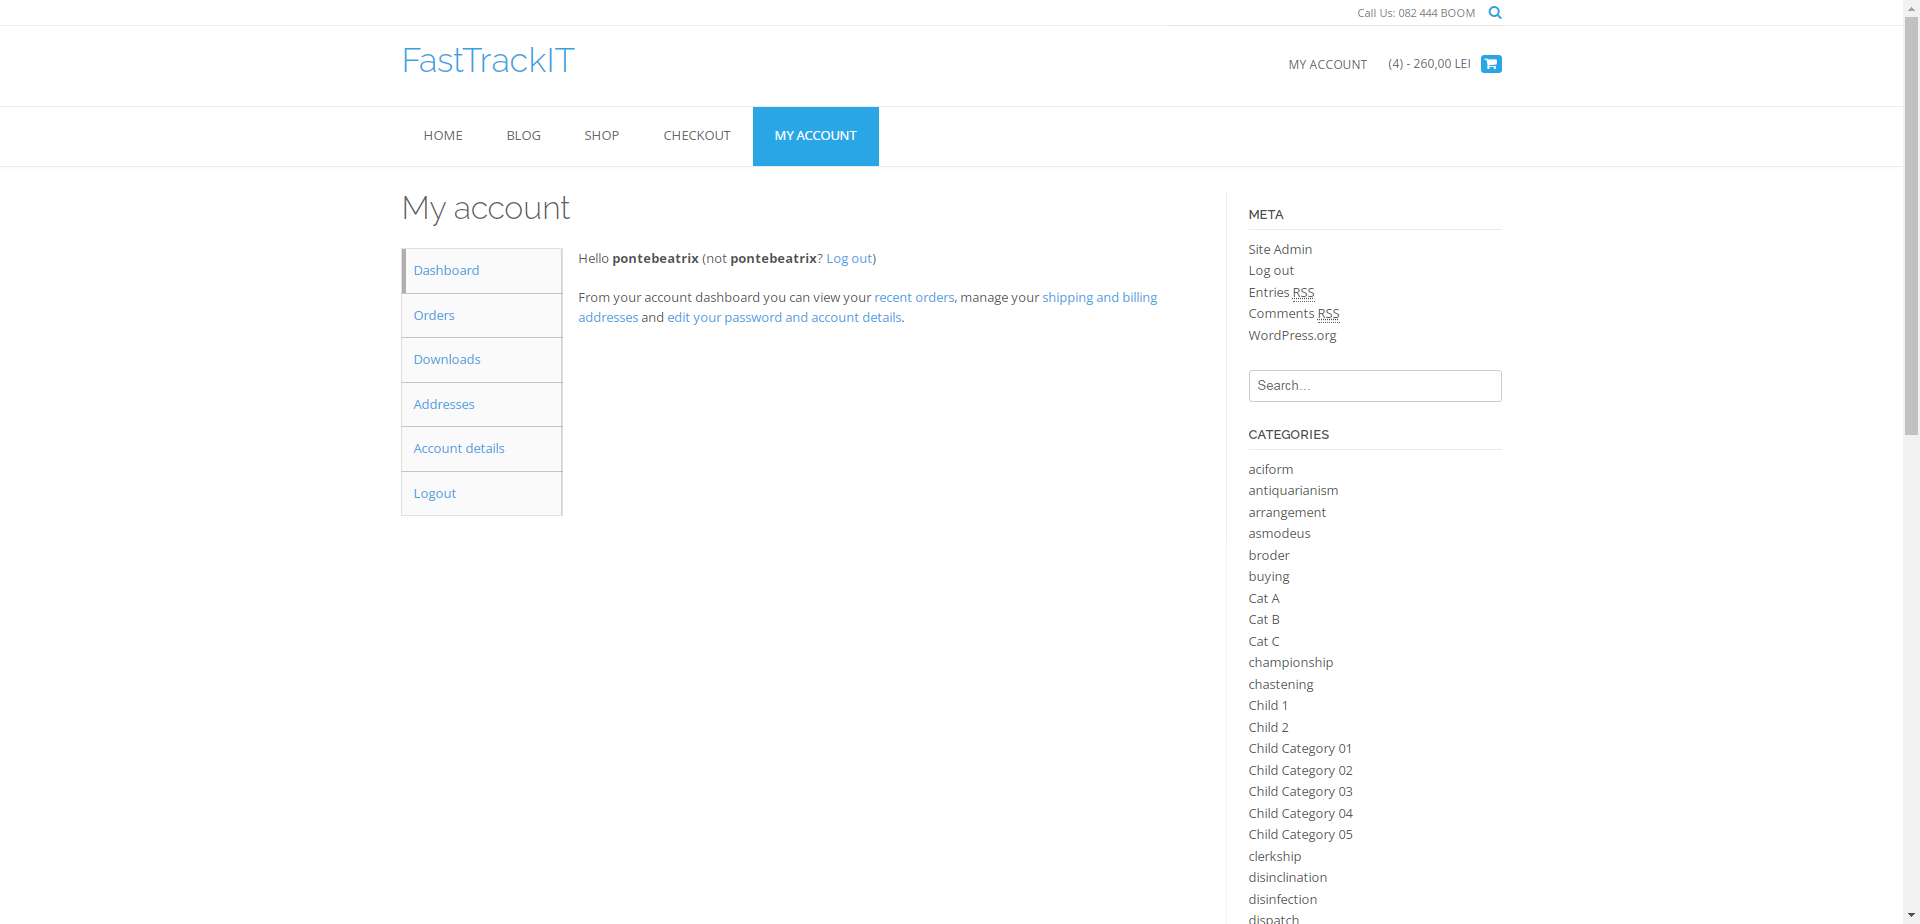 Call Us: 082 444 BOOM
FastTrackIT
MY ACCOUNT (4) - 260,00 LEI
HOME BLOG SHOP CHECKOUT MY ACCOUNT
My account
Dashboard
Orders
Downloads
Addresses
Account details
Logout
Hello pontebeatrix (not pontebeatrix? Log out)
From your account dashboard you can view your recent orders, manage your shipping and billing
addresses and edit your password and account details.
META
Site Admin
Log out
Entries RSS
Comments RSS
WordPress.org
Search…
CATEGORIES
aciform
antiquarianism
arrangement
asmodeus
broder
buying
Cat A
Cat B
Cat C
championship
chastening
Child 1
Child 2
Child Category 01
Child Category 02
Child Category 03
Child Category 04
Child Category 05
clerkship
disinclination
disinfection
dispatch